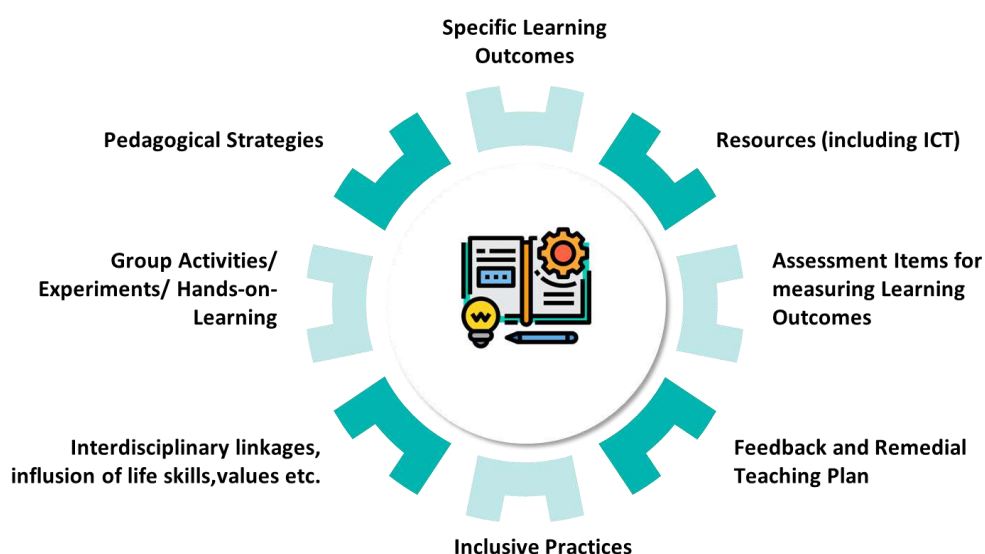 Specific Learning
Outcomes
Pedagogical Strategies
Resources (including ICT)
Group Activities/
Experiments/ Hands-on-
Learning
Assessment Items for
measuring Learning
Outcomes
Interdisciplinary linkages,
influsion of life skills,values etc.
Feedback and Remedial
Teaching Plan
Inclusive Practices